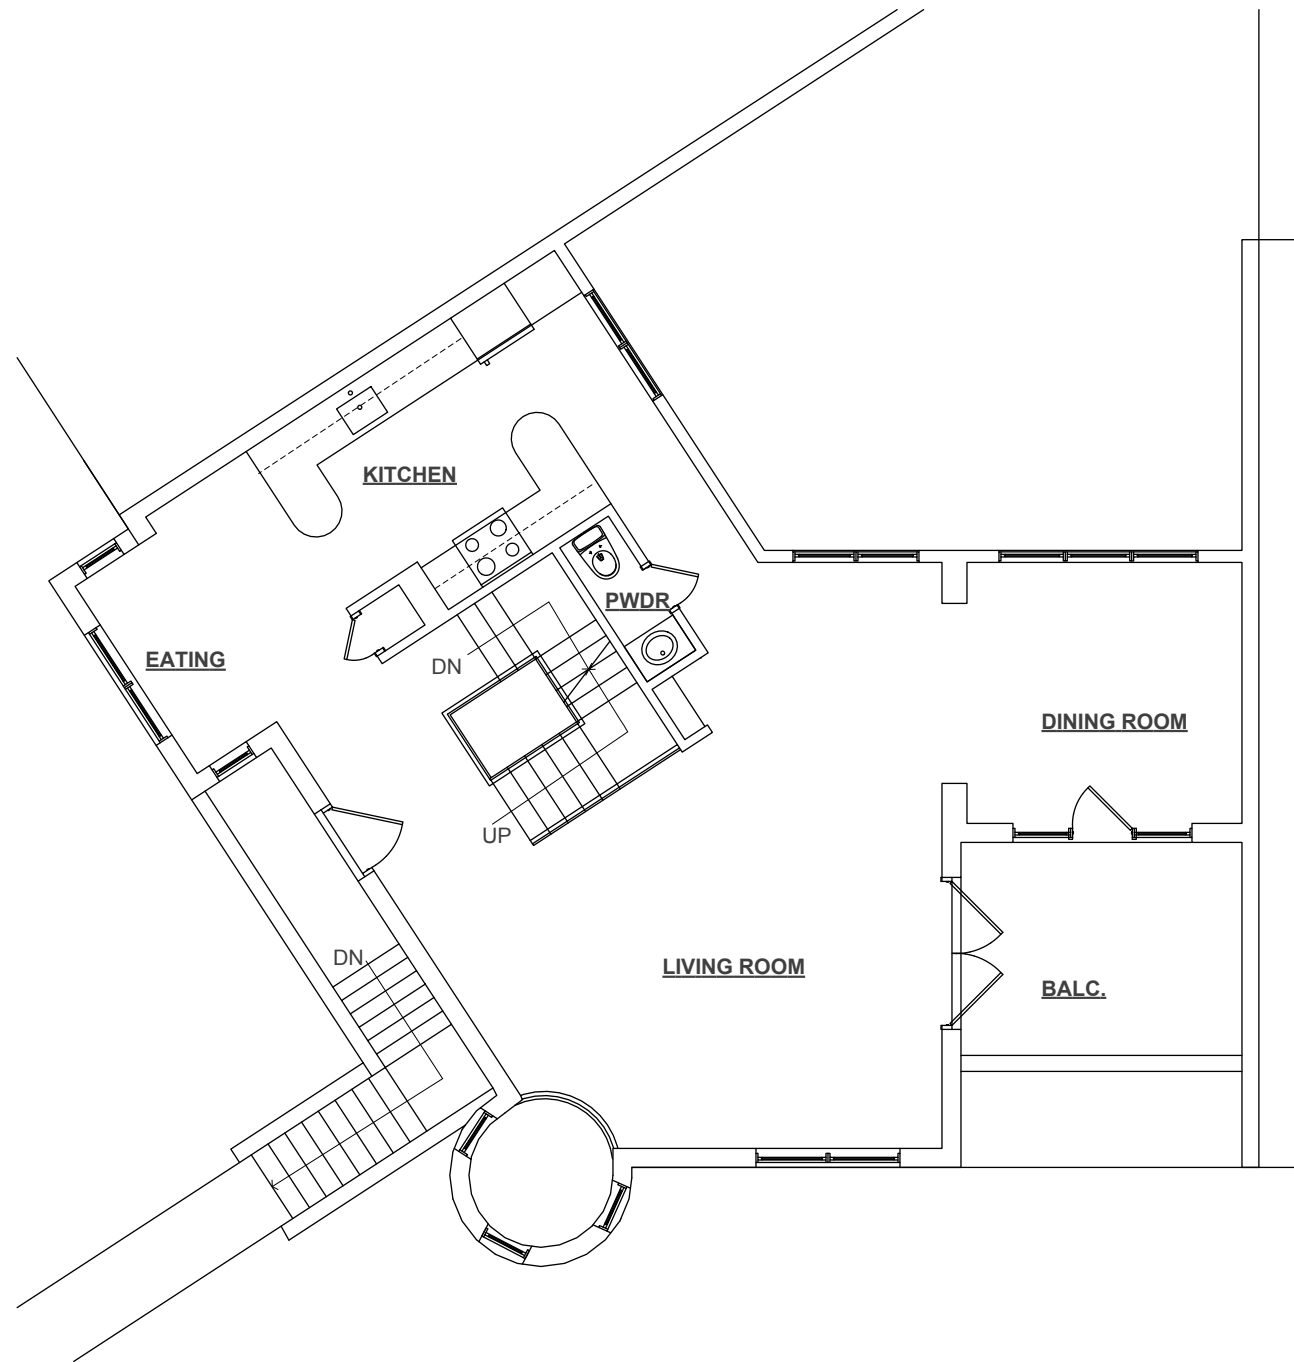 KITCHEN
PWDR
EATING
DN
DINING ROOM
UP
DN
LIVING ROOM
BALC.